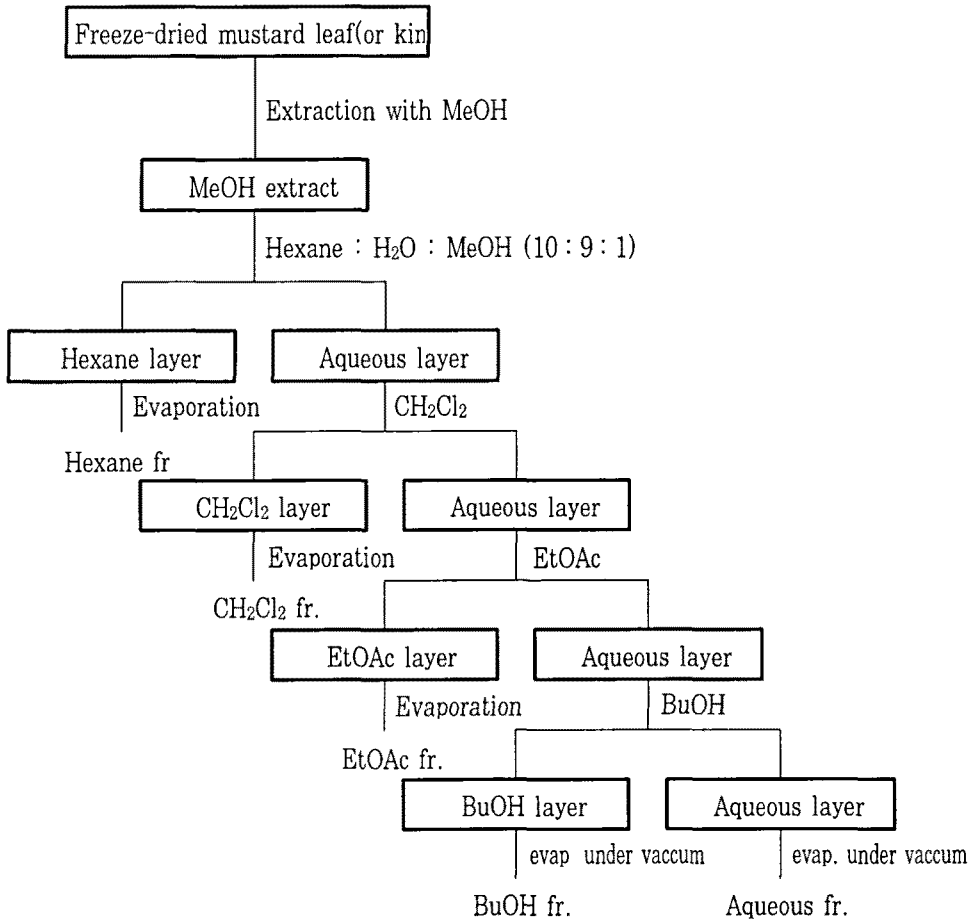 Freeze-dried mustard leaf(or kin
Extraction with MeOH
MeOH extract
Hexane : H₂O : MeOH (10 : 9 : 1)
Hexane layer
Aqueous layer
Evaporation
CH₂Cl₂
Hexane fr
CH₂Cl₂ layer
Aqueous layer
Evaporation
EtOAc
CH₂Cl₂ fr.
EtOAc layer
Aqueous layer
Evaporation
BuOH
EtOAc fr.
BuOH layer
Aqueous layer
evap under vaccum
evap. under vaccum
BuOH fr.
Aqueous fr.